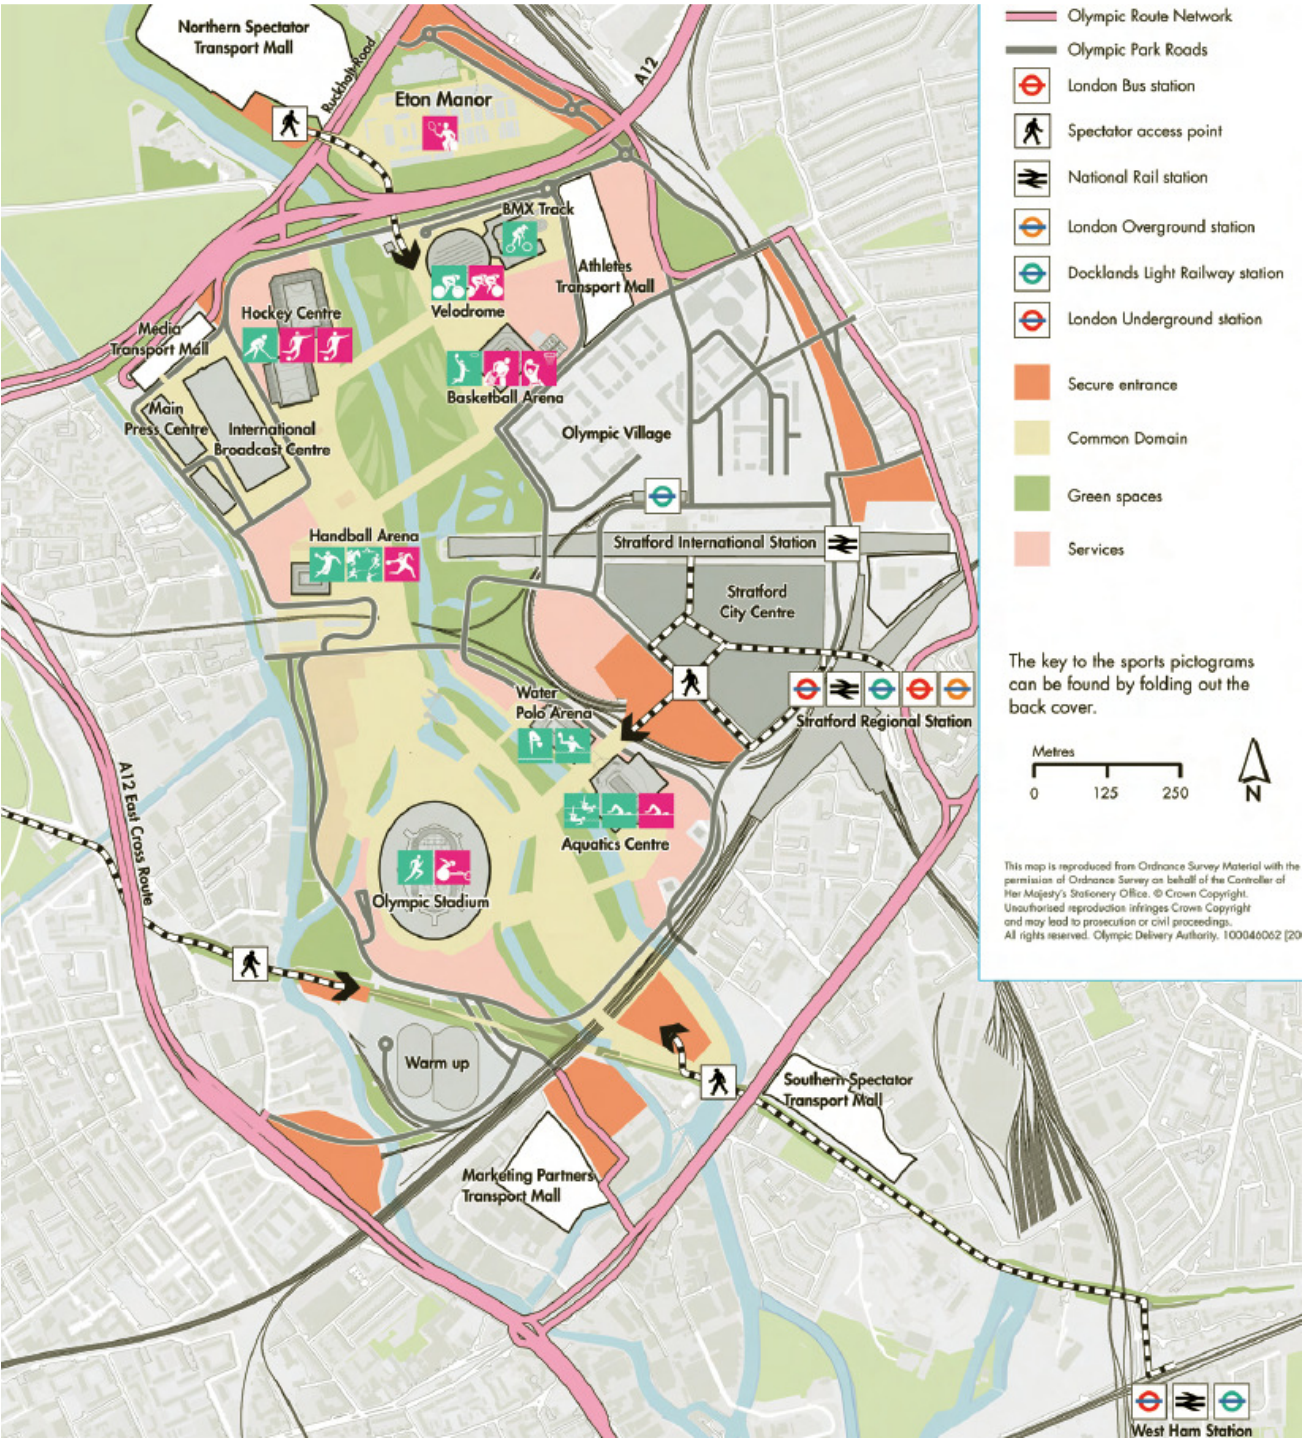 Northern Spectator
Transport Mall
Ruckholt Road
A12
Eton Manor
BMX Track
Athletes
Transport Mall
Velodrome
Hockey Centre
Media
Transport Mall
Basketball Arena
Main
Press Centre
International
Broadcast Centre
Olympic Village
Handball Arena
Stratford International Station
Stratford
City Centre
Water
Polo Arena
Stratford Regional Station
A12 East Cross Route
Aquatics Centre
Olympic Stadium
Warm up
Southern Spectator
Transport Mall
Marketing Partners
Transport Mall
West Ham Station
Olympic Route Network
Olympic Park Roads
London Bus station
Spectator access point
National Rail station
London Overground station
Docklands Light Railway station
London Underground station
Secure entrance
Common Domain
Green spaces
Services
The key to the sports pictograms
can be found by folding out the
back cover.
Metres
0 125 250
N
This map is reproduced from Ordnance Survey Material with the
permission of Ordnance Survey on behalf of the Controller of
Her Majesty's Stationery Office. © Crown Copyright.
Unauthorised reproduction infringes Crown Copyright
and may lead to prosecution or civil proceedings.
All rights reserved. Olympic Delivery Authority. 100046062 (20